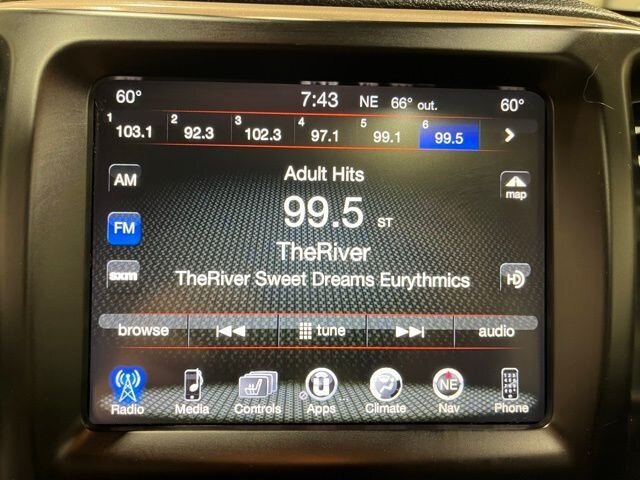 60° 7:43 NE 66° out. 60°
1 103.1 2 92.3 3 102.3 4 97.1 5 99.1 6 99.5
AM Adult Hits map
99.5 ST
FM TheRiver
sxm TheRiver Sweet Dreams Eurythmics HD
browse tune audio
NE
Radio Media Controls Apps Climate Nav Phone